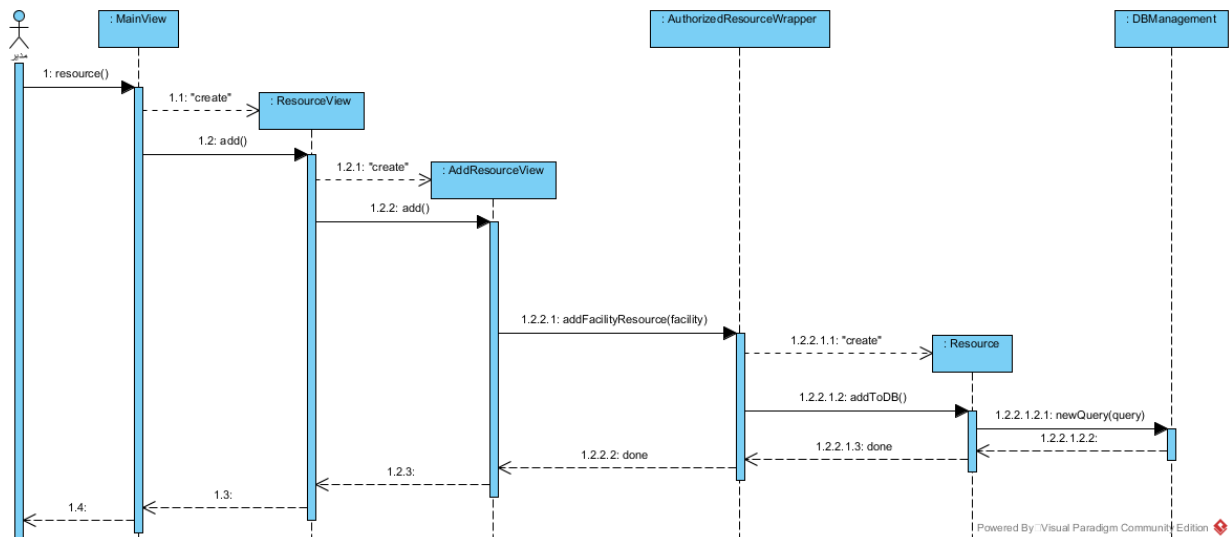 : MainView
: AuthorizedResourceWrapper
: DBManagement
مدیر
1: resource()
1.1: "create"
: ResourceView
1.2: add()
1.2.1: "create"
: AddResourceView
1.2.2: add()
1.2.2.1: addFacilityResource(facility)
1.2.2.1.1: "create"
: Resource
1.2.2.1.2: addToDB()
1.2.2.1.2.1: newQuery(query)
1.2.2.1.2.2:
1.2.2.1.3: done
1.2.2.2: done
1.2.3:
1.3:
1.4:
Powered By Visual Paradigm Community Edition